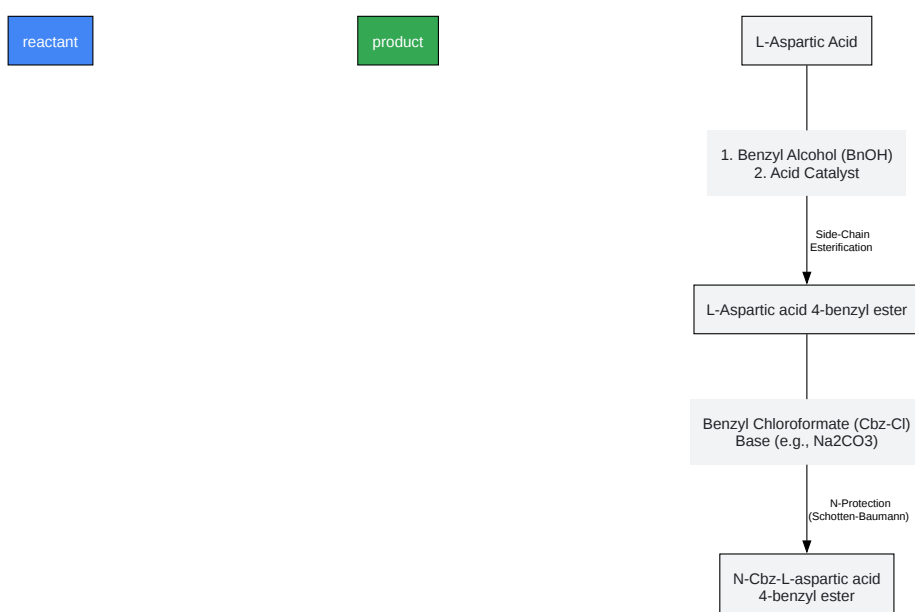 reactant
product
L-Aspartic Acid
1. Benzyl Alcohol (BnOH)
2. Acid Catalyst
Side-Chain
Esterification
L-Aspartic acid 4-benzyl ester
Benzyl Chloroformate (Cbz-Cl)
Base (e.g., Na2CO3)
N-Protection
(Schotten-Baumann)
N-Cbz-L-aspartic acid
4-benzyl ester